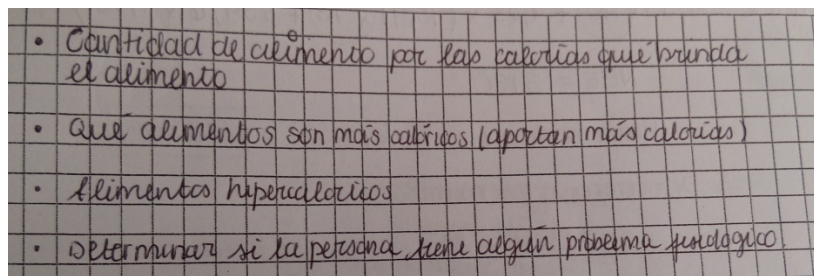 • Cantidad de alimento por las calorías que brinda
el alimento
• Qué alimentos son más calóricos (aportan más calorías)
• Alimentos hipercalóricos
• Determinar si la persona tiene algún problema fisiológico.